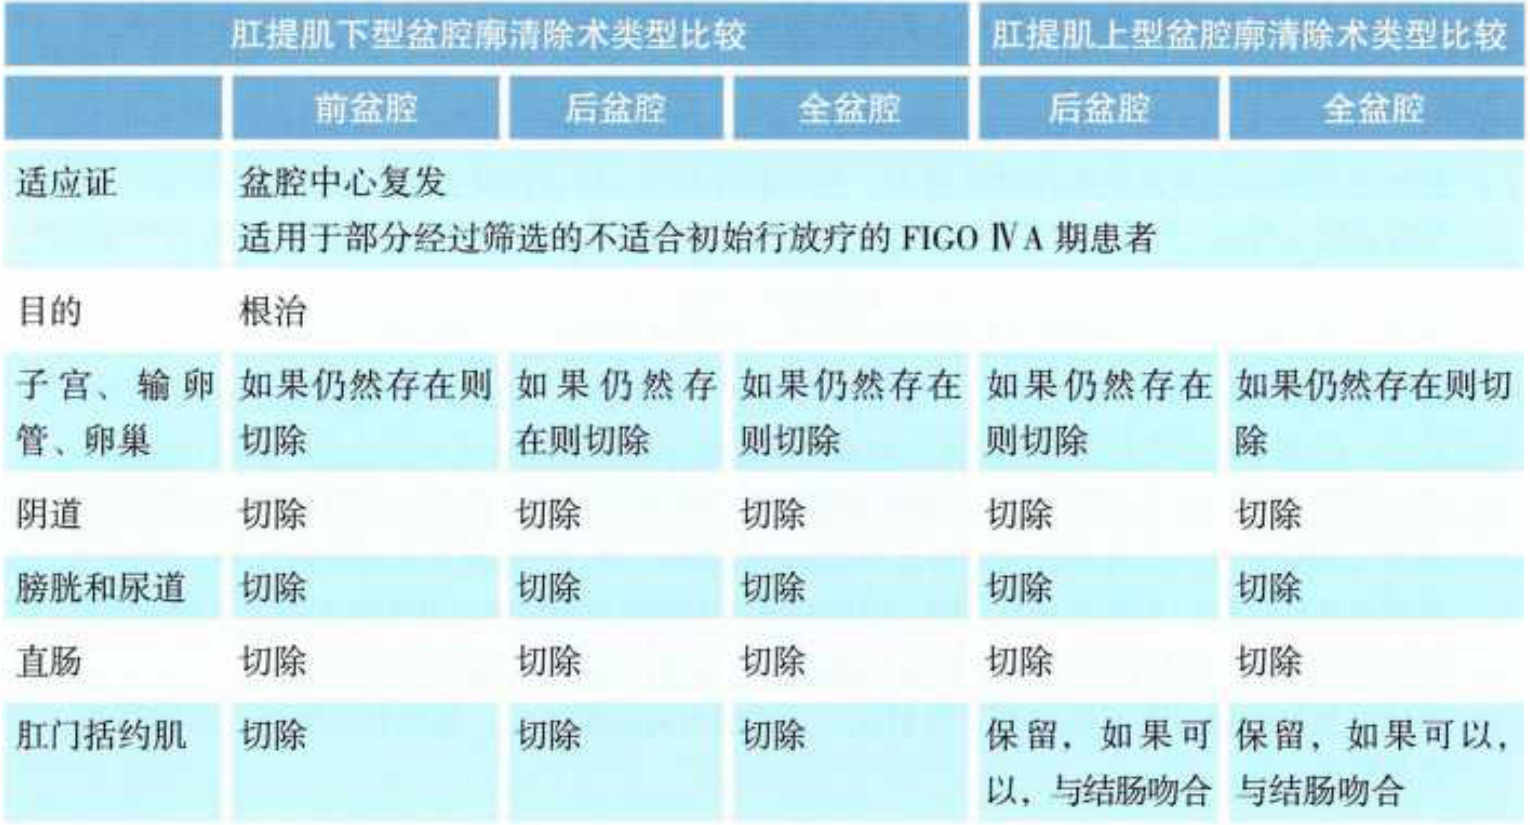 肛提肌下型盆腔廓清除术类型比较 肛提肌上型盆腔廓清除术类型比较
前盆腔 后盆腔 全盆腔 后盆腔 全盆腔
适应证 盆腔中心复发
适用于部分经过筛选的不适合初始行放疗的 FIGO ⅣA 期患者
目的 根治
子宫、输卵 如果仍然存在则 如果仍然存 如果仍然存在 如果仍然存在 如果仍然存在则切
管、卵巢 切除 在则切除 则切除 则切除 除
阴道 切除 切除 切除 切除 切除
膀胱和尿道 切除 切除 切除 切除 切除
直肠 切除 切除 切除 切除 切除
肛门括约肌 切除 切除 切除 保留，如果可 保留，如果可以，
以，与结肠吻合 与结肠吻合